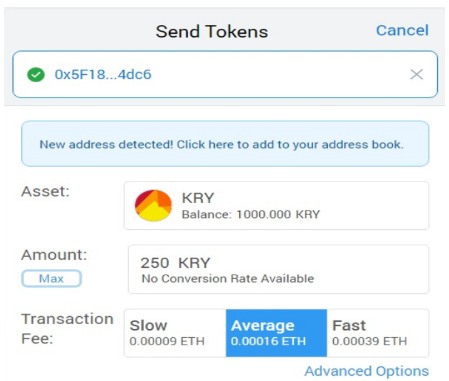 Send Tokens
Cancel
0x5F18...4dc6
New address detected! Click here to add to your address book.
Asset:
KRY
Balance: 1000.000 KRY
Amount:
Max
250 KRY
No Conversion Rate Available
Transaction
Fee:
Slow
0.00009 ETH
Average
0.00016 ETH
Fast
0.00039 ETH
Advanced Options